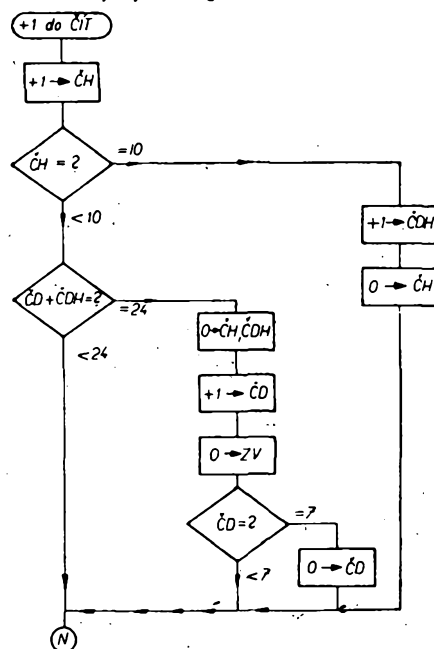 +1 do ČÍT
+1 → ČH
ČH = ?
=10
<10
+1 → ČDH
0 → ČH
ČD + ČDH = ?
=24
<24
0 → ČH, ČDH
+1 → ČD
0 → ZV
ČD = ?
=7
<7
0 → ČD
N